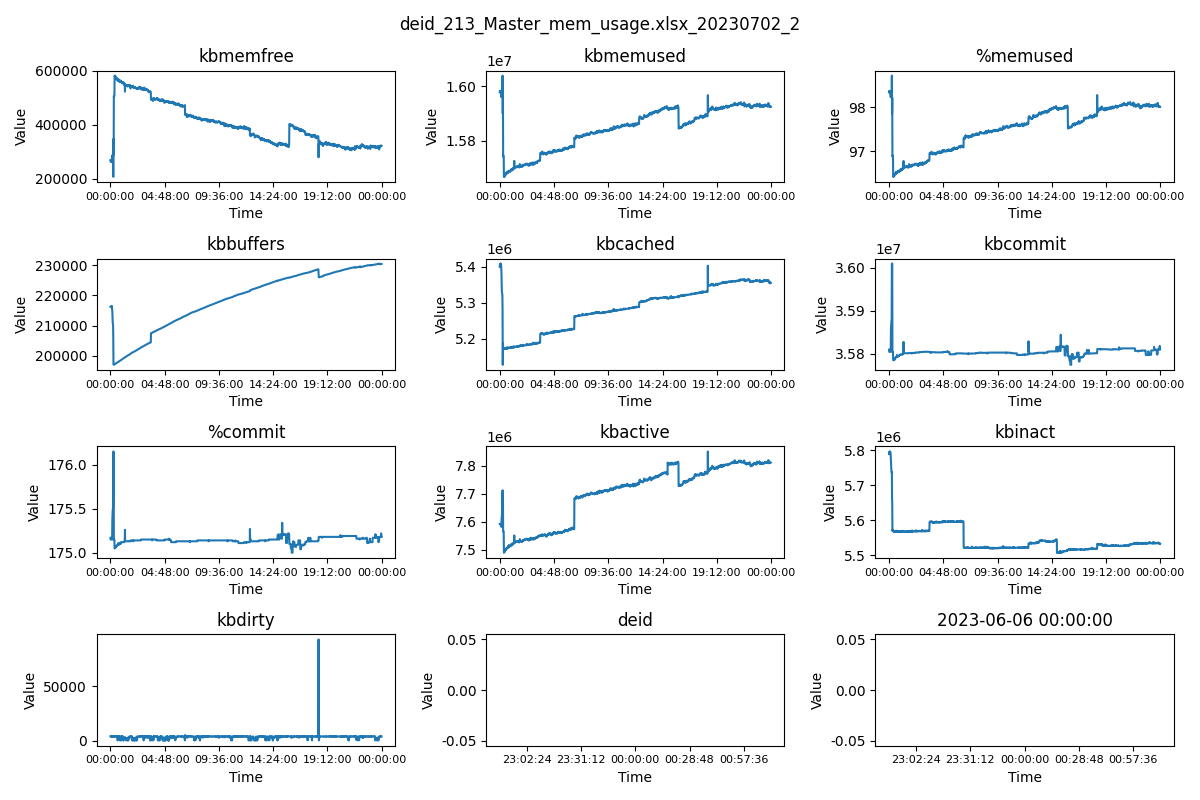 deid_213_Master_mem_usage.xlsx_20230702_2
kbmemfree
600000
400000
200000
Value
00:00:00 04:48:00 09:36:00 14:24:00 19:12:00 00:00:00
Time
kbmemused
1e7
1.60
1.58
Value
00:00:00 04:48:00 09:36:00 14:24:00 19:12:00 00:00:00
Time
%memused
98
97
Value
00:00:00 04:48:00 09:36:00 14:24:00 19:12:00 00:00:00
Time
kbbuffers
230000
220000
210000
200000
Value
00:00:00 04:48:00 09:36:00 14:24:00 19:12:00 00:00:00
Time
kbcached
1e6
5.4
5.3
5.2
Value
00:00:00 04:48:00 09:36:00 14:24:00 19:12:00 00:00:00
Time
kbcommit
1e7
3.60
3.59
3.58
Value
00:00:00 04:48:00 09:36:00 14:24:00 19:12:00 00:00:00
Time
%commit
176.0
175.5
175.0
Value
00:00:00 04:48:00 09:36:00 14:24:00 19:12:00 00:00:00
Time
kbactive
1e6
7.8
7.7
7.6
7.5
Value
00:00:00 04:48:00 09:36:00 14:24:00 19:12:00 00:00:00
Time
kbinact
1e6
5.8
5.7
5.6
5.5
Value
00:00:00 04:48:00 09:36:00 14:24:00 19:12:00 00:00:00
Time
kbdirty
50000
0
Value
00:00:00 04:48:00 09:36:00 14:24:00 19:12:00 00:00:00
Time
deid
0.05
0.00
-0.05
Value
23:02:24 23:31:12 00:00:00 00:28:48 00:57:36
Time
2023-06-06 00:00:00
0.05
0.00
-0.05
Value
23:02:24 23:31:12 00:00:00 00:28:48 00:57:36
Time